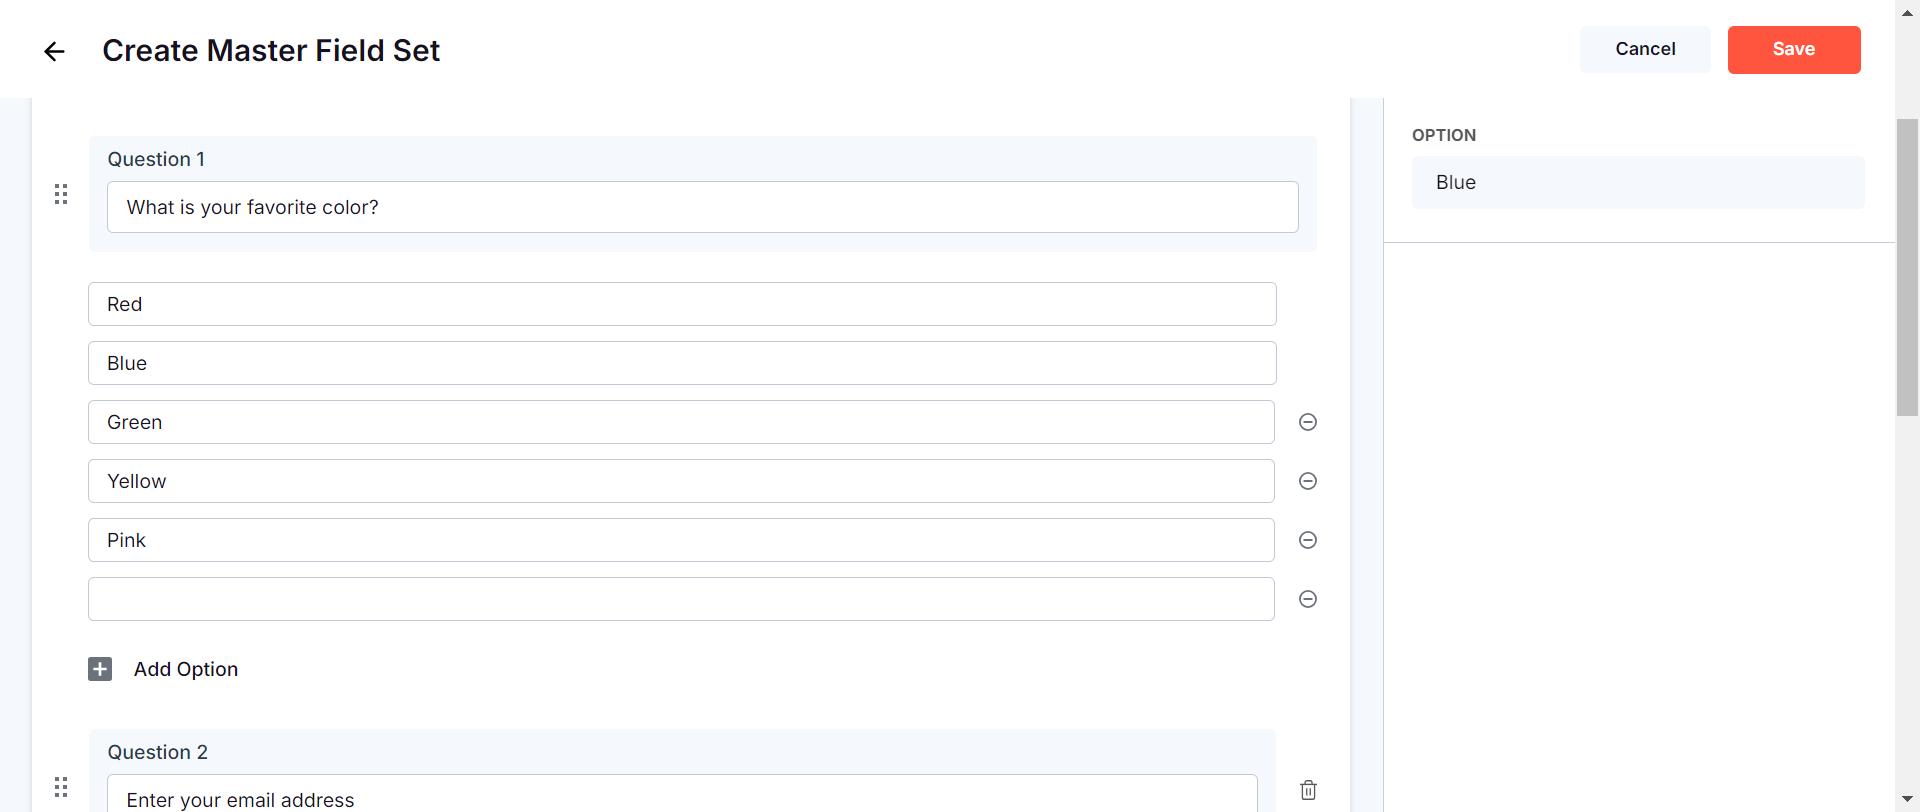 Create Master Field Set
Cancel
Save
Question 1
What is your favorite color?
Red
Blue
Green
Yellow
Pink
Add Option
Question 2
Enter your email address
OPTION
Blue